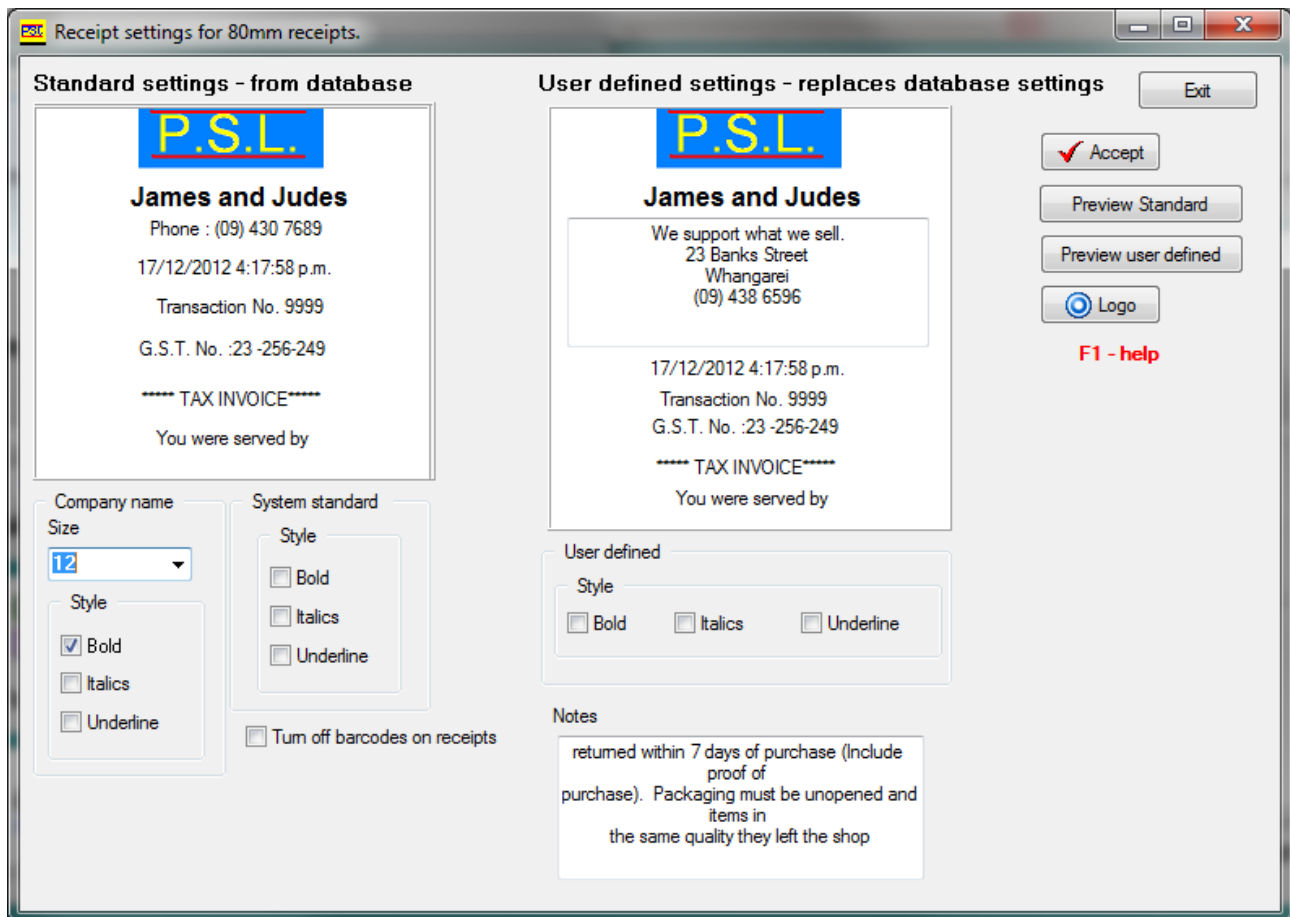 PSL
Receipt settings for 80mm receipts.
Standard settings - from database
P.S.L.
James and Judes
Phone : (09) 430 7689
17/12/2012 4:17:58 p.m.
Transaction No. 9999
G.S.T. No. :23 -256-249
***** TAX INVOICE*****
You were served by
Company name
Size
12
Style
Bold
Italics
Underline
System standard
Style
Bold
Italics
Underline
Turn off barcodes on receipts
User defined settings - replaces database settings
P.S.L.
James and Judes
We support what we sell.
23 Banks Street
Whangarei
(09) 438 6596
17/12/2012 4:17:58 p.m.
Transaction No. 9999
G.S.T. No. :23 -256-249
***** TAX INVOICE*****
You were served by
User defined
Style
Bold Italics Underline
Notes
returned within 7 days of purchase (Include
proof of
purchase). Packaging must be unopened and
items in
the same quality they left the shop
Exit
Accept
Preview Standard
Preview user defined
Logo
F1 - help